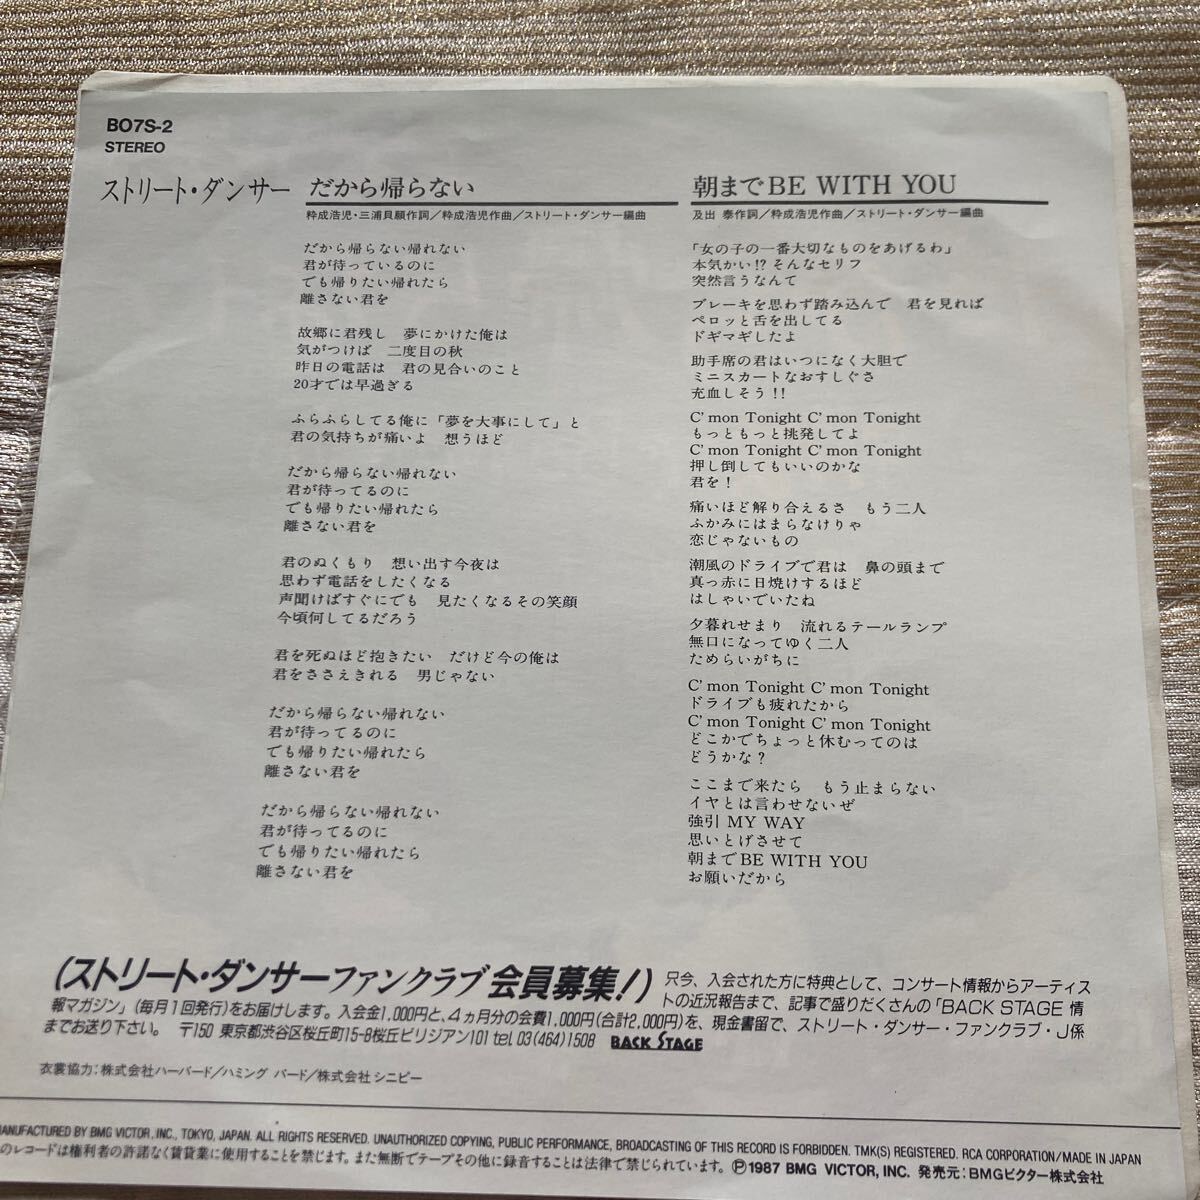 BO7S-2
STEREO
ストリート・ダンサー
だから帰らない
粋成浩児・三浦貝願作詞/粋成浩児作曲/ストリート・ダンサー編曲
だから帰らない帰れない
君が待っているのに
でも帰りたい帰れたら
離さない君を
故郷に君残し 夢にかけた俺は
気がつけば 二度目の秋
昨日の電話は 君の見合いのこと
20才では早過ぎる
ふらふらしてる俺に「夢を大事にして」と
君の気持ちが痛いよ 想うほど
だから帰らない帰れない
君が待ってるのに
でも帰りたい帰れたら
離さない君を
君のぬくもり 想い出す今夜は
思わず電話をしたくなる
声聞けばすぐにでも 見たくなるその笑顔
今頃何してるだろう
君を死ぬほど抱きたい だけど今の俺は
君をささえきれる 男じゃない
だから帰らない帰れない
君が待ってるのに
でも帰りたい帰れたら
離さない君を
だから帰らない帰れない
君が待ってるのに
でも帰りたい帰れたら
離さない君を
朝までBE WITH YOU
及出 泰作詞/粋成浩児作曲/ストリート・ダンサー編曲
「女の子の一番大切なものをあげるわ」
本気かい!? そんなセリフ
突然言うなんて
ブレーキを思わず踏み込んで 君を見れば
ペロッと舌を出してる
ドギマギしたよ
助手席の君はいつになく大胆で
ミニスカートなおすしぐさ
充血しそう!!
C'mon Tonight C'mon Tonight
もっともっと挑発してよ
C'mon Tonight C'mon Tonight
押し倒してもいいのかな
君を!
痛いほど解り合えるさ もう二人
ふかみにはまらなけりゃ
恋じゃないもの
潮風のドライブで君は 鼻の頭まで
真っ赤に日焼けするほど
はしゃいでいたね
夕暮れせまり 流れるテールランプ
無口になってゆく二人
ためらいがちに
C'mon Tonight C'mon Tonight
ドライブも疲れたから
C'mon Tonight C'mon Tonight
どこかでちょっと休むってのは
どうかな?
ここまで来たら もう止まらない
イヤとは言わせないぜ
強引 MY WAY
思いとげさせて
朝までBE WITH YOU
お願いだから
(ストリート・ダンサーファンクラブ 会員募集!) 只今、入会された方に特典として、コンサート情報からアーティス
トの近況報告まで、記事で盛りだくさんの「BACK STAGE 情
報マガジン」(毎月1回発行)をお届けします。入会金1,000円と、4ヵ月分の会費1,000円(合計2,000円)を、現金書留で、ストリート・ダンサー・ファンクラブ・J係
までお送り下さい。 〒150 東京都渋谷区桜丘町15-8桜丘ビリジアン101 tel. 03(464)1508 BACK STAGE
衣裳協力:株式会社ハーバード/ハミング バード/株式会社シニピー
MANUFACTURED BY BMG VICTOR, INC., TOKYO, JAPAN. ALL RIGHTS RESERVED. UNAUTHORIZED COPYING, PUBLIC PERFORMANCE, BROADCASTING OF THIS RECORD IS FORBIDDEN. TMK(S) REGISTERED. RCA CORPORATION/MADE IN JAPAN
のレコードは権利者の許諾なく賃貸業に使用することを禁じます。また無断でテープその他に録音することは法律で禁じられています。Ⓟ1987 BMG VICTOR, INC. 発売元:BMGビクター株式会社